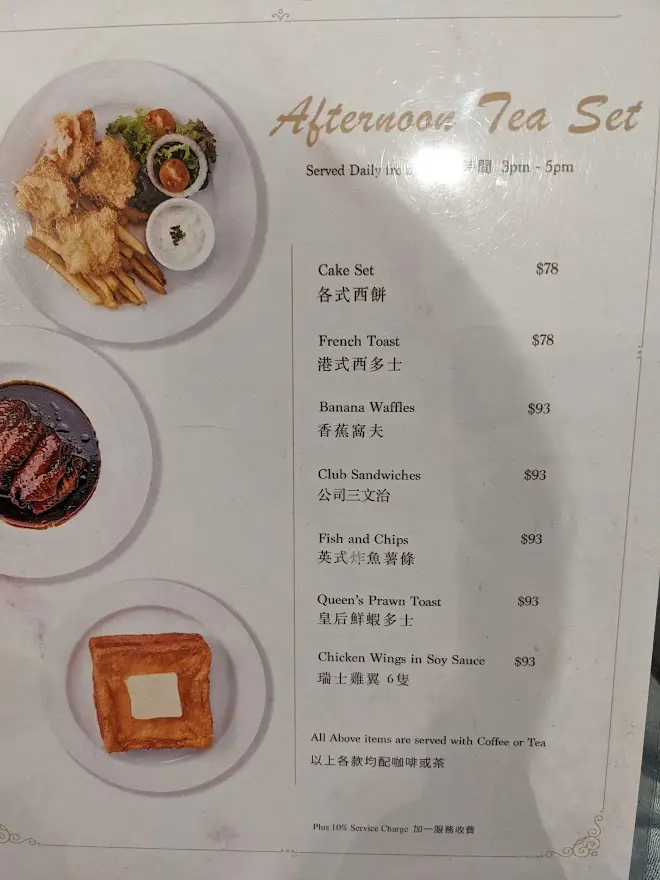 Afternoon Tea Set
Served Daily from 時間 3pm - 5pm
Cake Set $78
各式西餅
French Toast $78
港式西多士
Banana Waffles $93
香蕉窩夫
Club Sandwiches $93
公司三文治
Fish and Chips $93
英式炸魚薯條
Queen's Prawn Toast $93
皇后鮮蝦多士
Chicken Wings in Soy Sauce $93
瑞士雞翼 6隻
All Above items are served with Coffee or Tea
以上各款均配咖啡或茶
Plus 10% Service Charge 加一服務收費